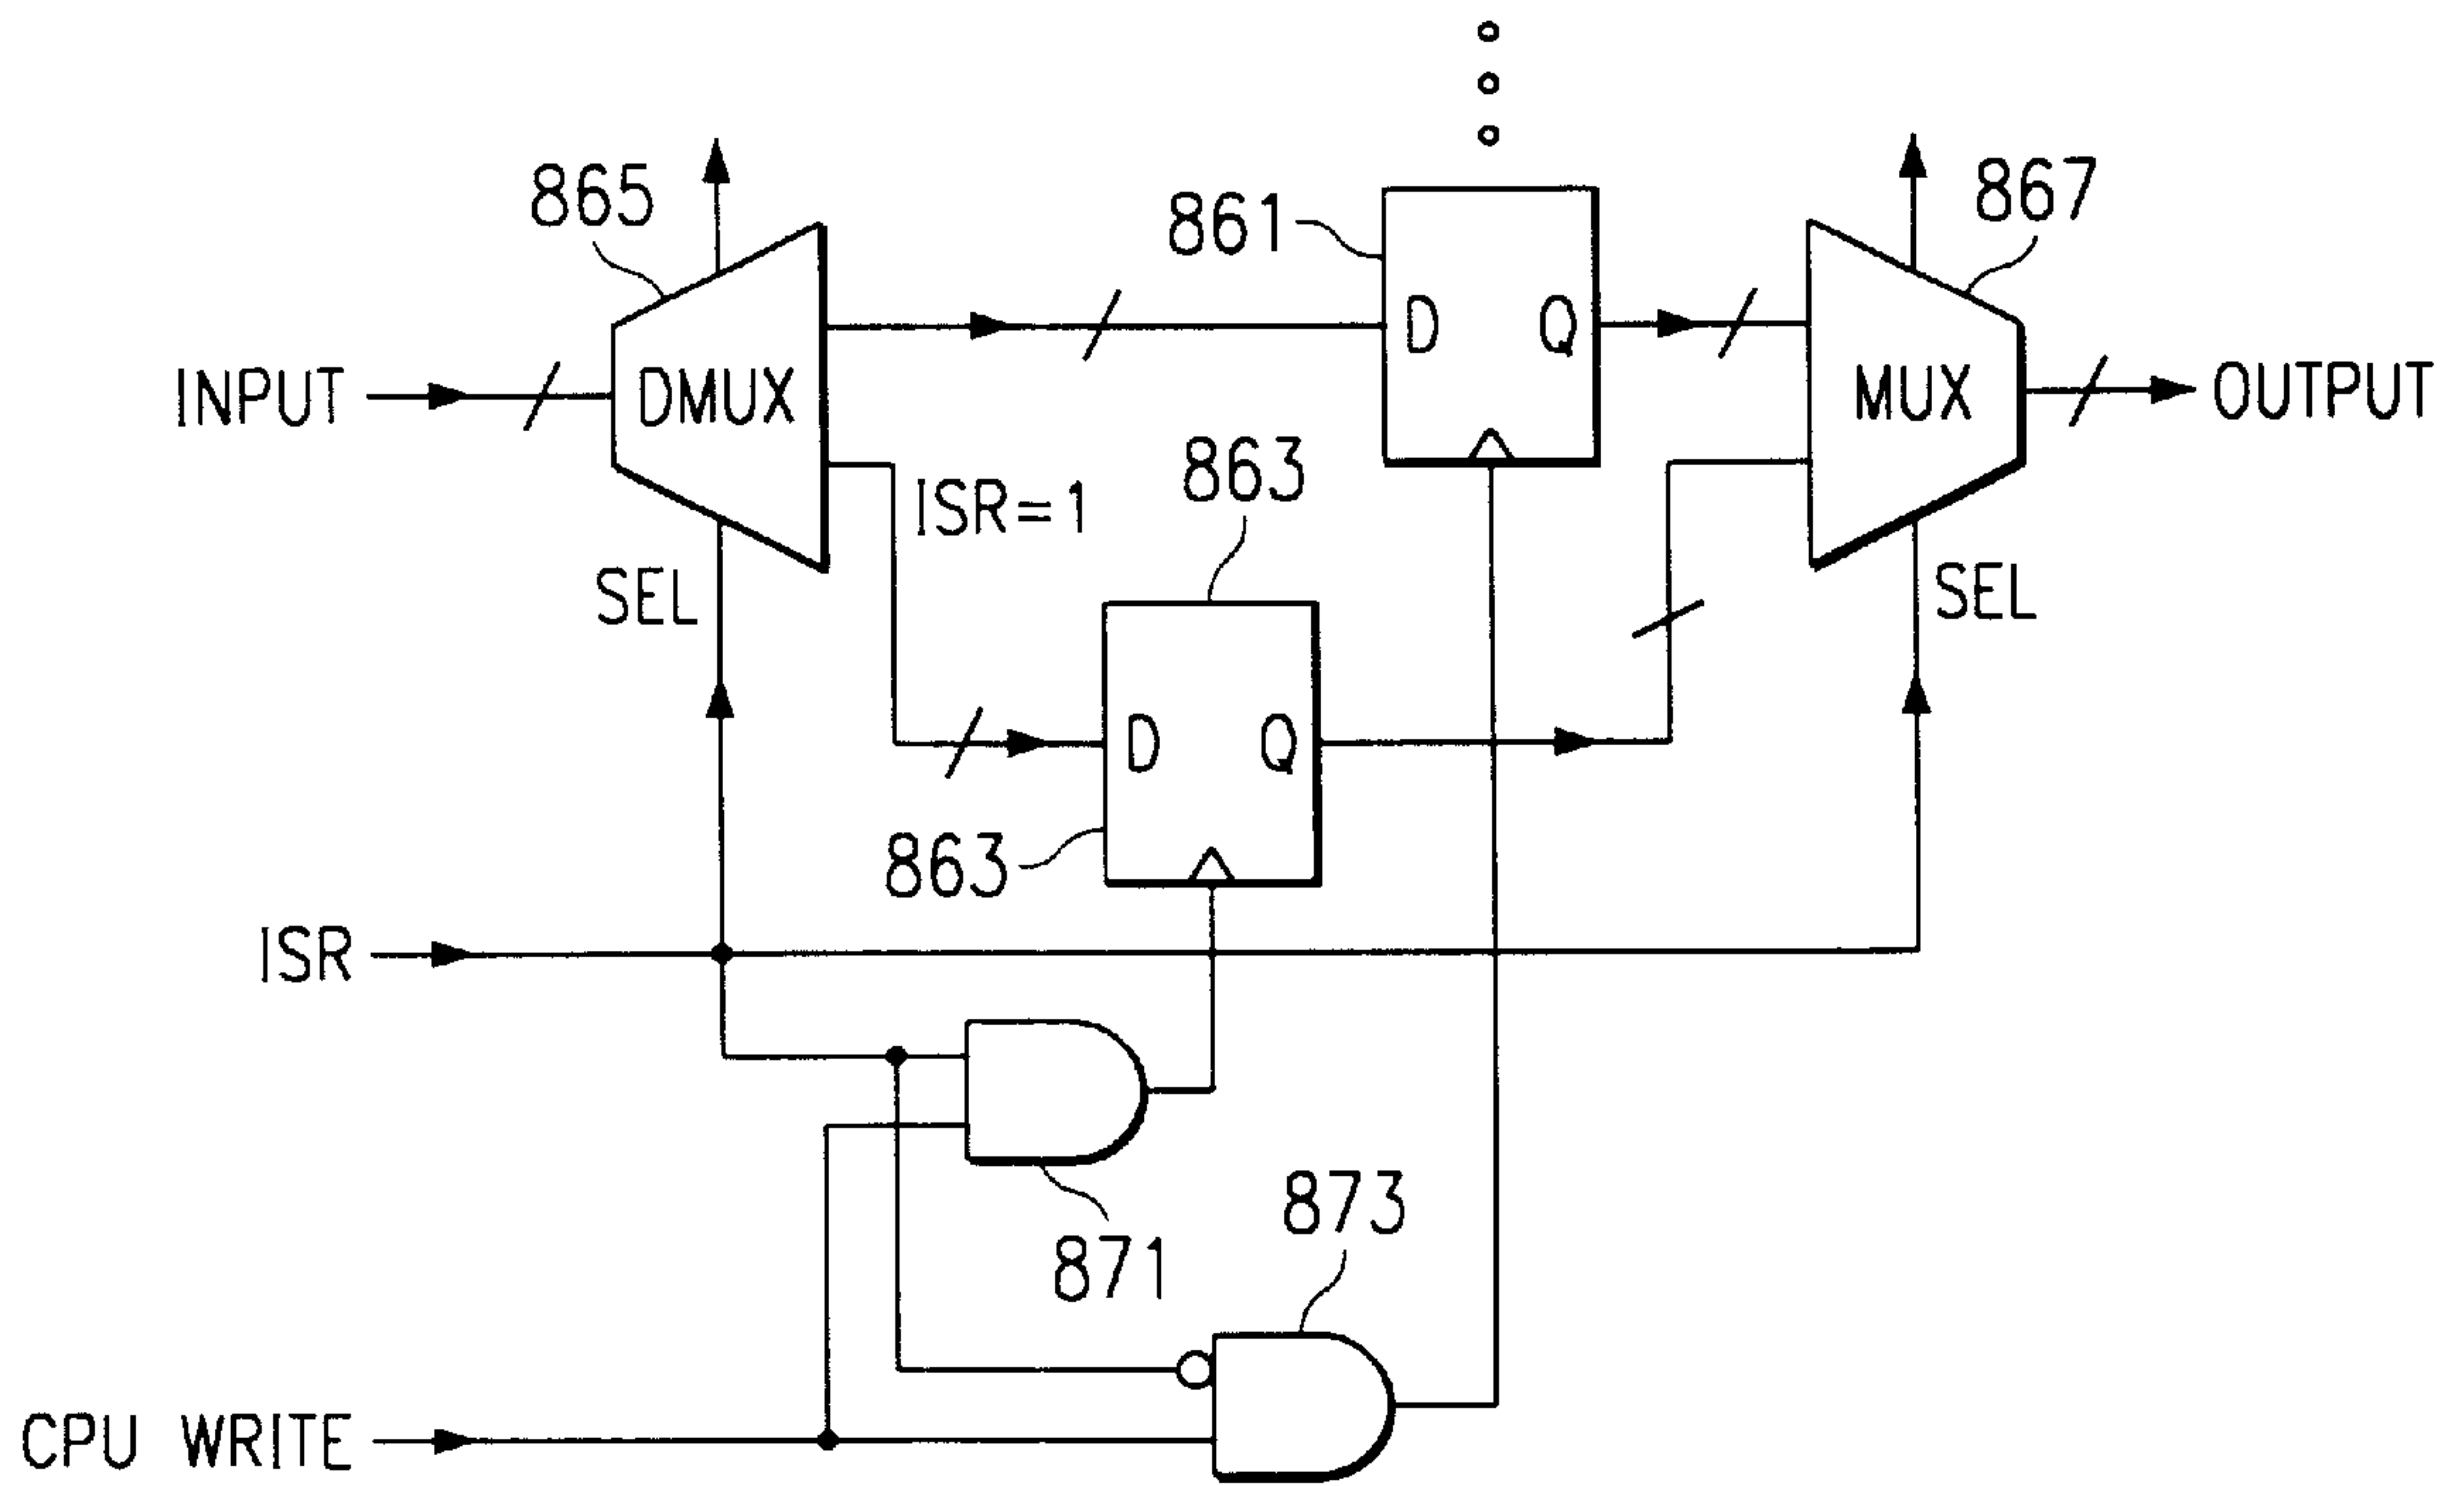 865
861
867
D Q
INPUT
DMUX
MUX
OUTPUT
863
ISR=1
SEL
SEL
D Q
863
ISR
871
873
CPU WRITE